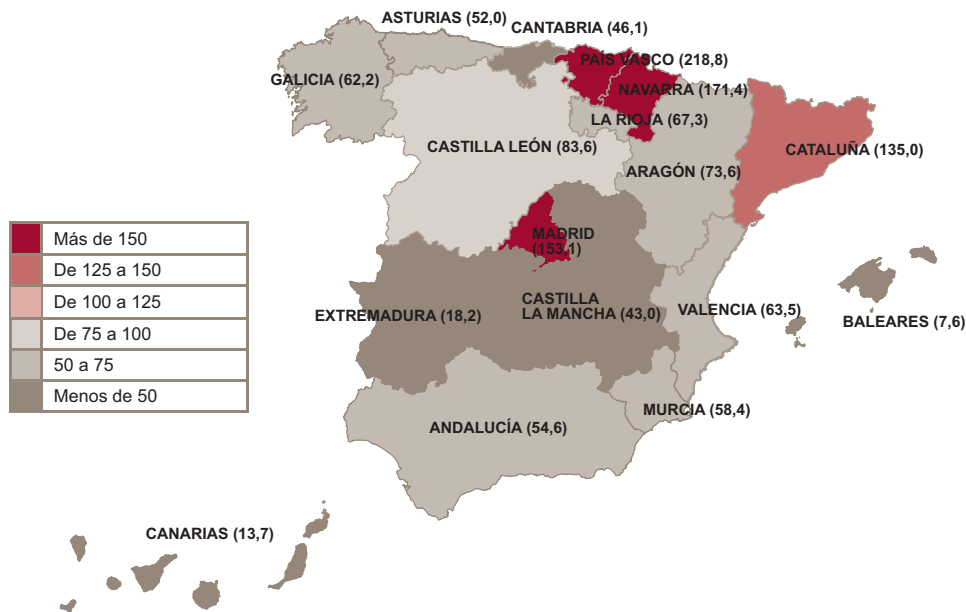 ASTURIAS (52,0)
CANTABRIA (46,1)
PAÍS VASCO (218,8)
GALICIA (62,2)
NAVARRA (171,4)
LA RIOJA (67,3)
CASTILLA LEÓN (83,6)
CATALUÑA (135,0)
ARAGÓN (73,6)
MADRID
(153,1)
Más de 150
De 125 a 150
De 100 a 125
De 75 a 100
50 a 75
Menos de 50
CASTILLA
LA MANCHA (43,0)
EXTREMADURA (18,2)
VALENCIA (63,5)
BALEARES (7,6)
MURCIA (58,4)
ANDALUCÍA (54,6)
CANARIAS (13,7)